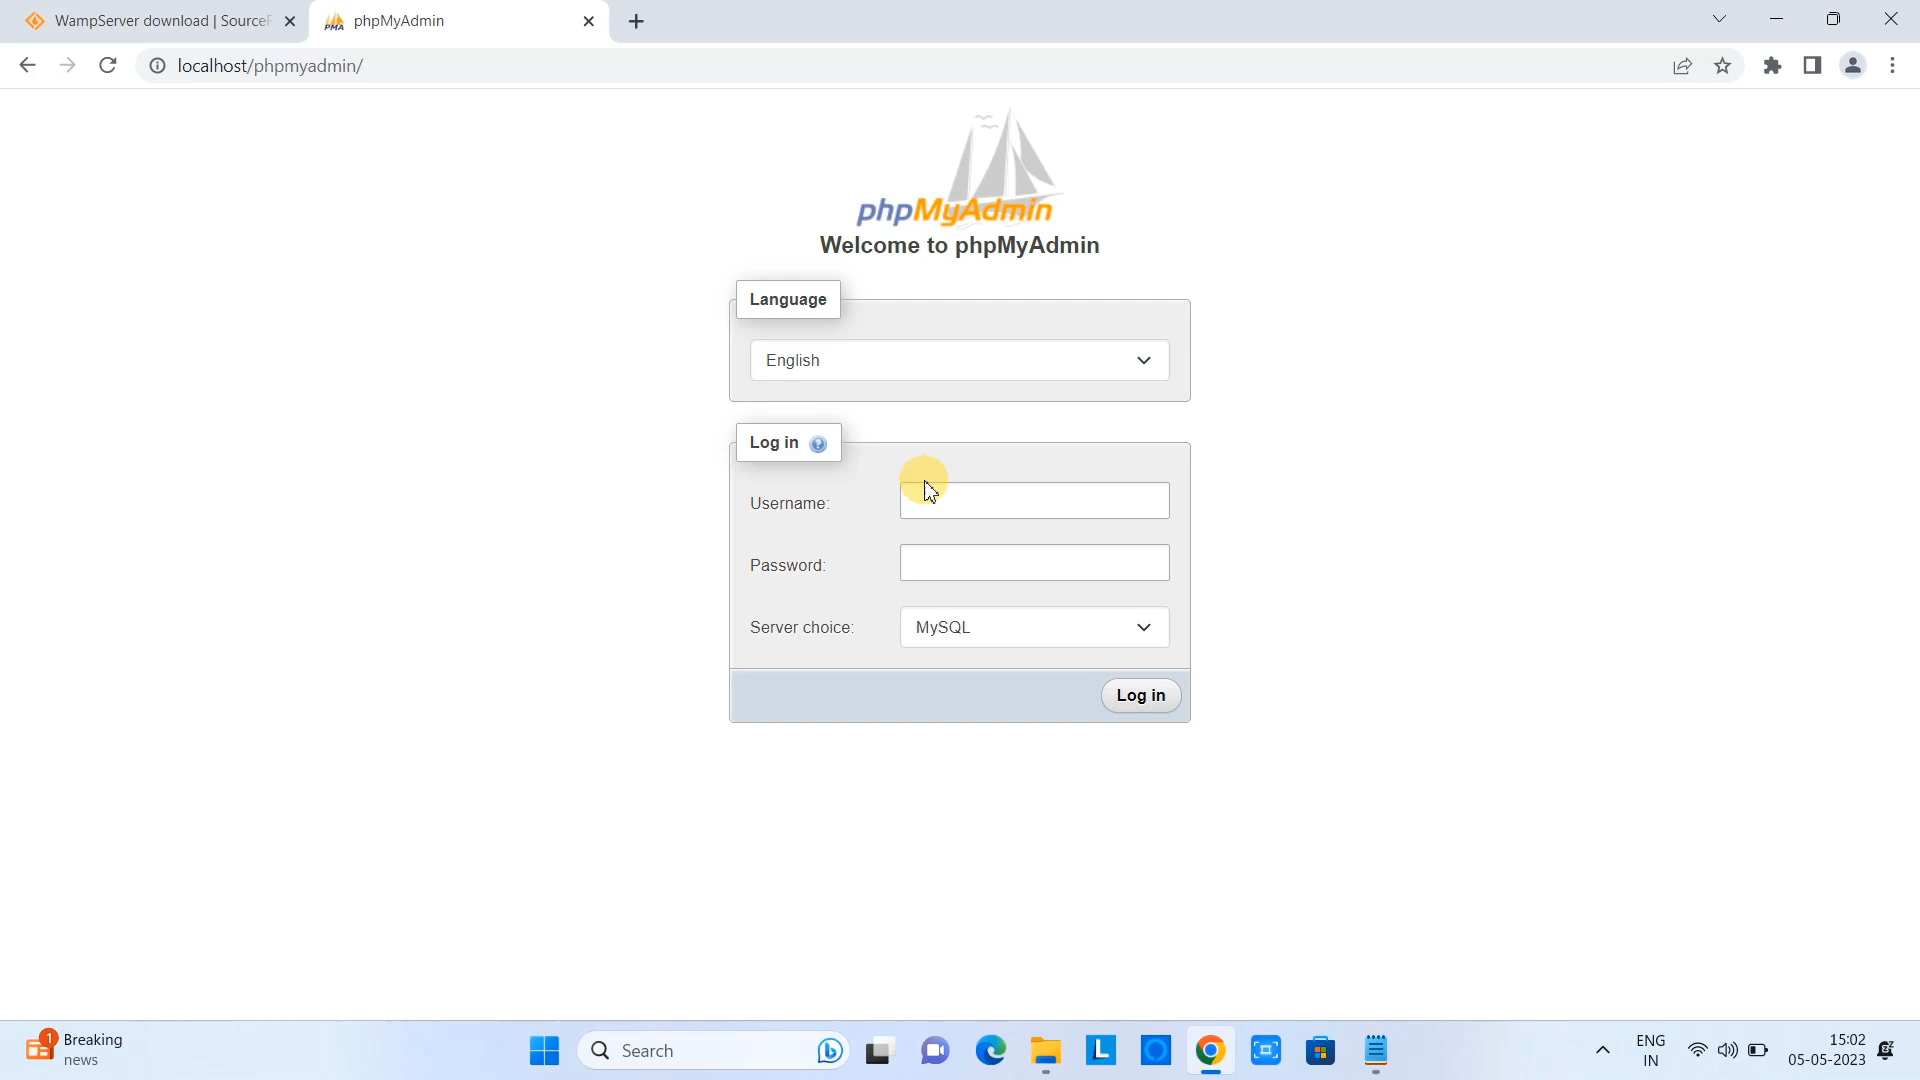 WampServer download | SourceF
phpMyAdmin
localhost/phpmyadmin/
phpMyAdmin
Welcome to phpMyAdmin
Language
English
Log in
Username:
Password:
Server choice:
MySQL
Log in
1
Breaking
news
Search
ENG
IN
15:02
05-05-2023